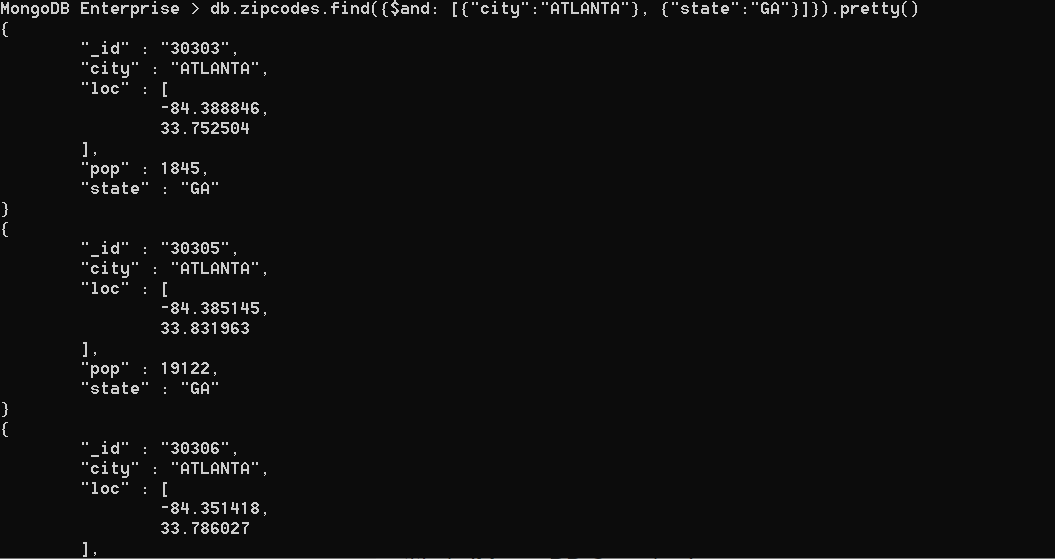 MongoDB Enterprise > db.zipcodes.find({$and: [{"city":"ATLANTA"}, {"state":"GA"}]}).pretty()
{
        "_id" : "30303",
        "city" : "ATLANTA",
        "loc" : [
                -84.388846,
                33.752504
        ],
        "pop" : 1845,
        "state" : "GA"
}
{
        "_id" : "30305",
        "city" : "ATLANTA",
        "loc" : [
                -84.385145,
                33.831963
        ],
        "pop" : 19122,
        "state" : "GA"
}
{
        "_id" : "30306",
        "city" : "ATLANTA",
        "loc" : [
                -84.351418,
                33.786027
        ],